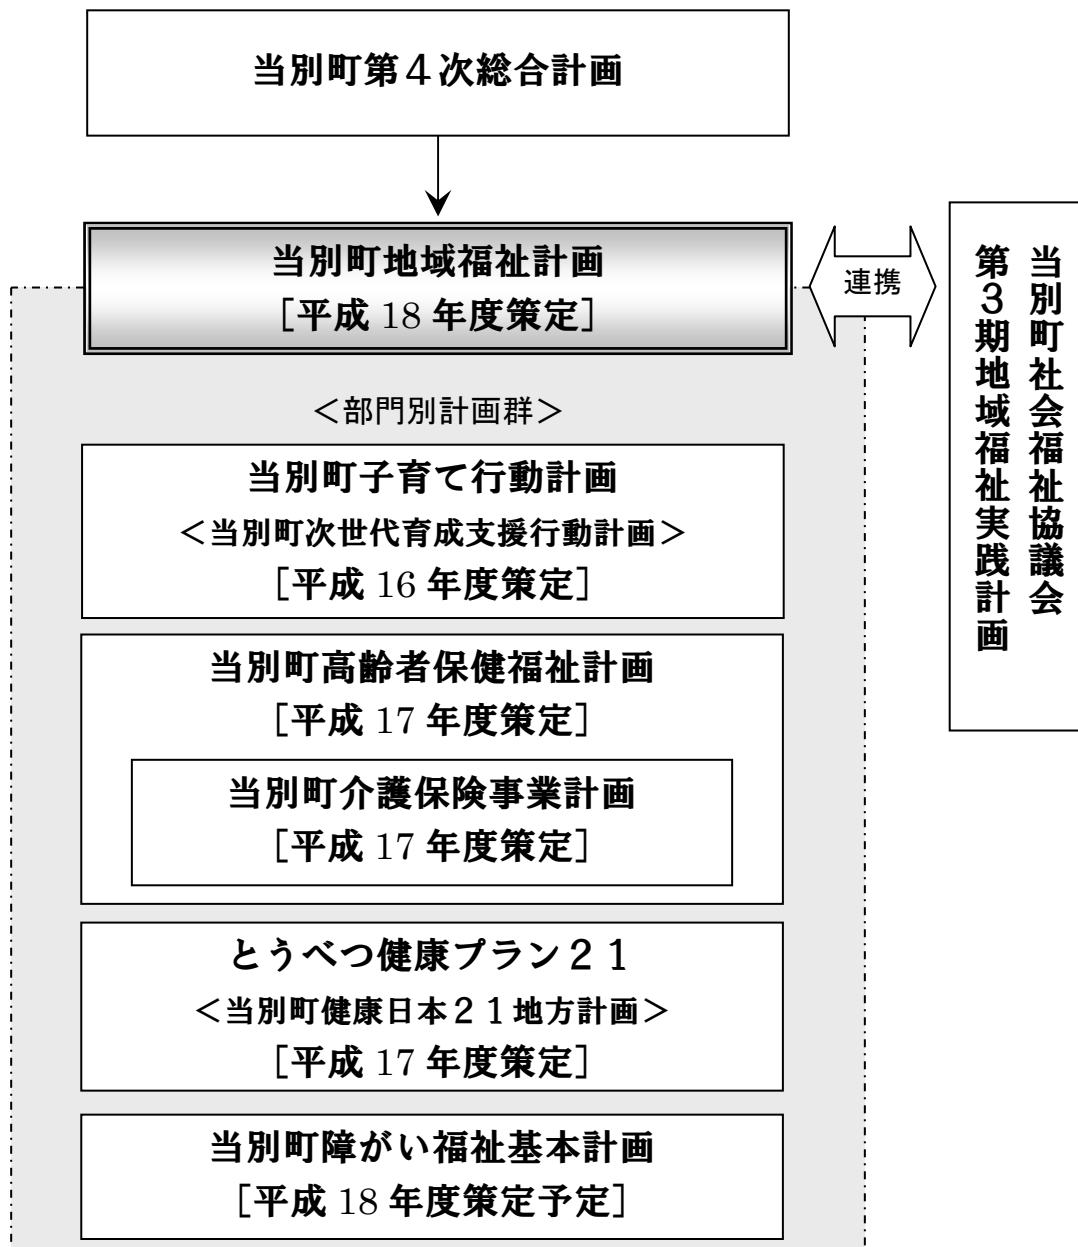 当別町第４次総合計画
当別町地域福祉計画
［平成 18 年度策定］
連携
当別町社会福祉協議会
第３期地域福祉実践計画
＜部門別計画群＞
当別町子育て行動計画
＜当別町次世代育成支援行動計画＞
［平成 16 年度策定］
当別町高齢者保健福祉計画
［平成 17 年度策定］
当別町介護保険事業計画
［平成 17 年度策定］
とうべつ健康プラン２１
＜当別町健康日本２１地方計画＞
［平成 17 年度策定］
当別町障がい福祉基本計画
［平成 18 年度策定予定］